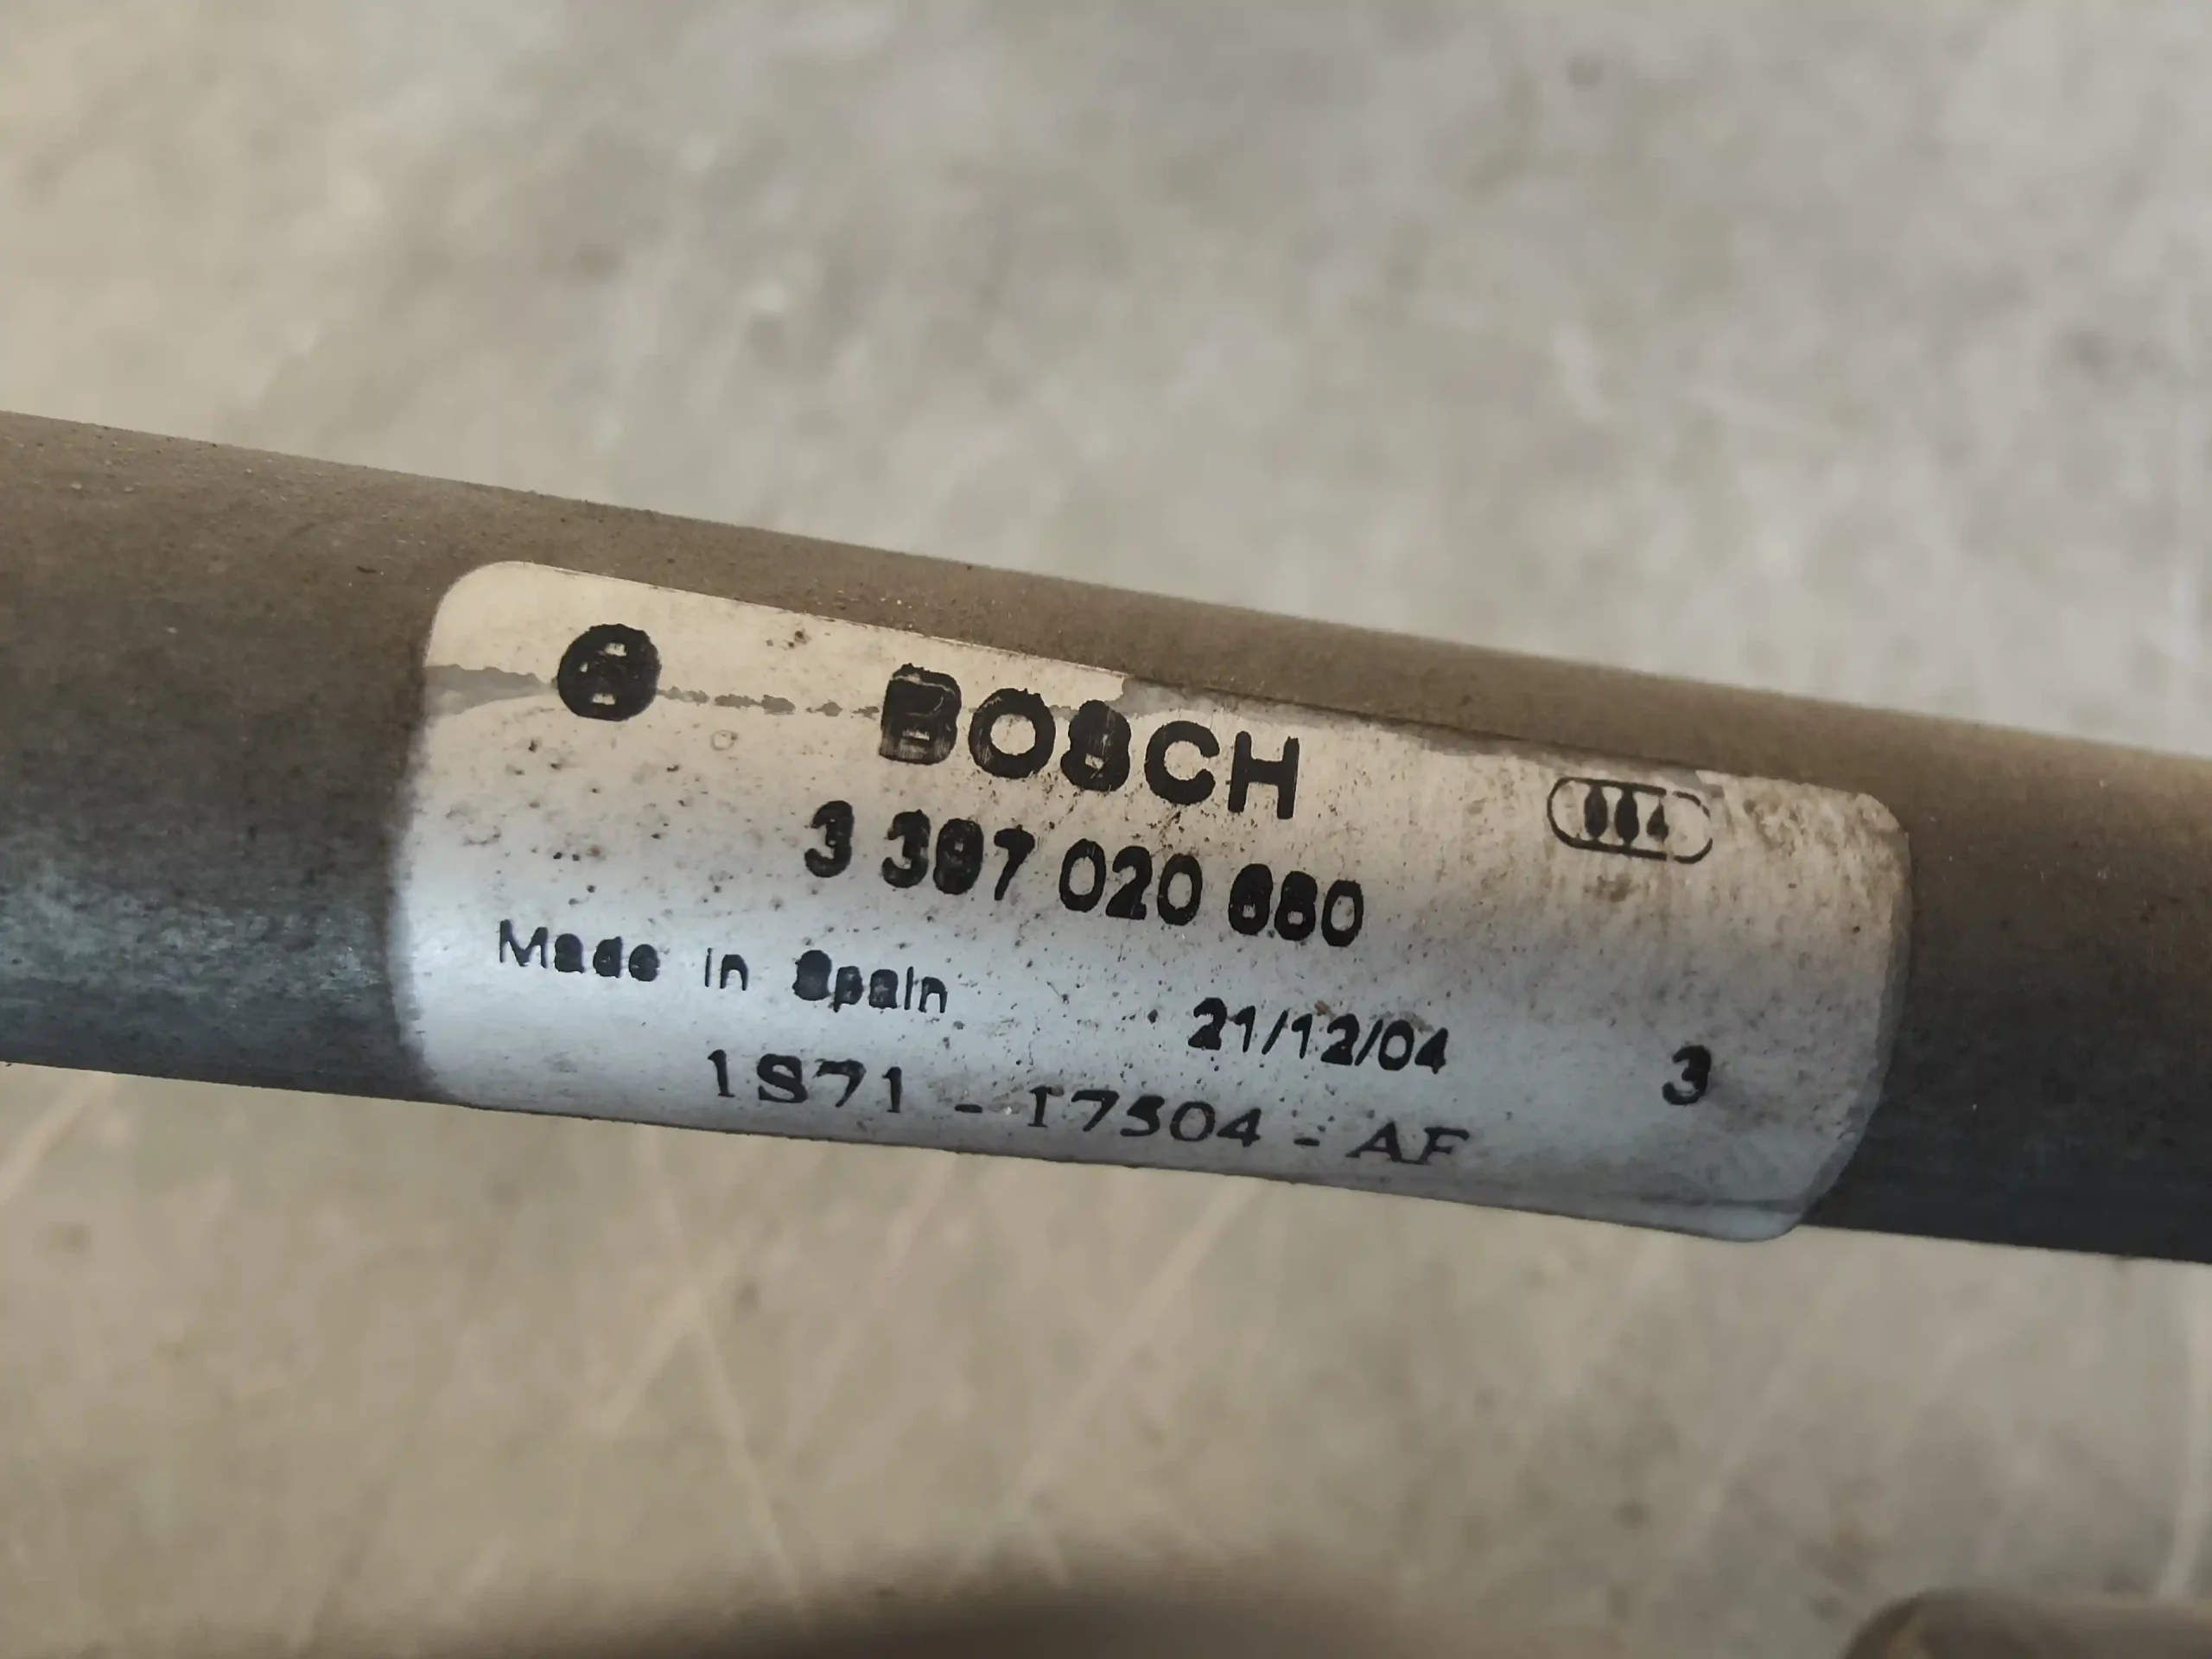 BOSCH
3 397 020 680
Made in Spain 21/12/04 3
1S71 - 17504 - AF